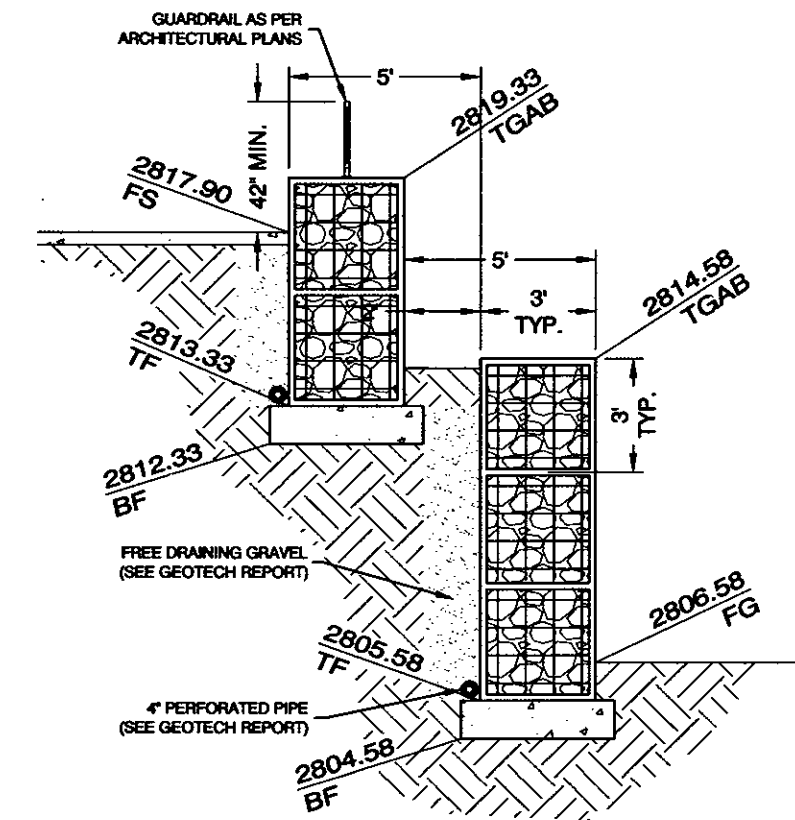 GUARDRAIL AS PER
ARCHITECTURAL PLANS
5'
2819.33
TGAB
42" MIN.
2817.90
FS
5'
2814.58
TGAB
3'
TYP.
2813.33
TF
3'
TYP.
2812.33
BF
FREE DRAINING GRAVEL
(SEE GEOTECH REPORT)
2806.58
FG
2805.58
TF
4" PERFORATED PIPE
(SEE GEOTECH REPORT)
2804.58
BF